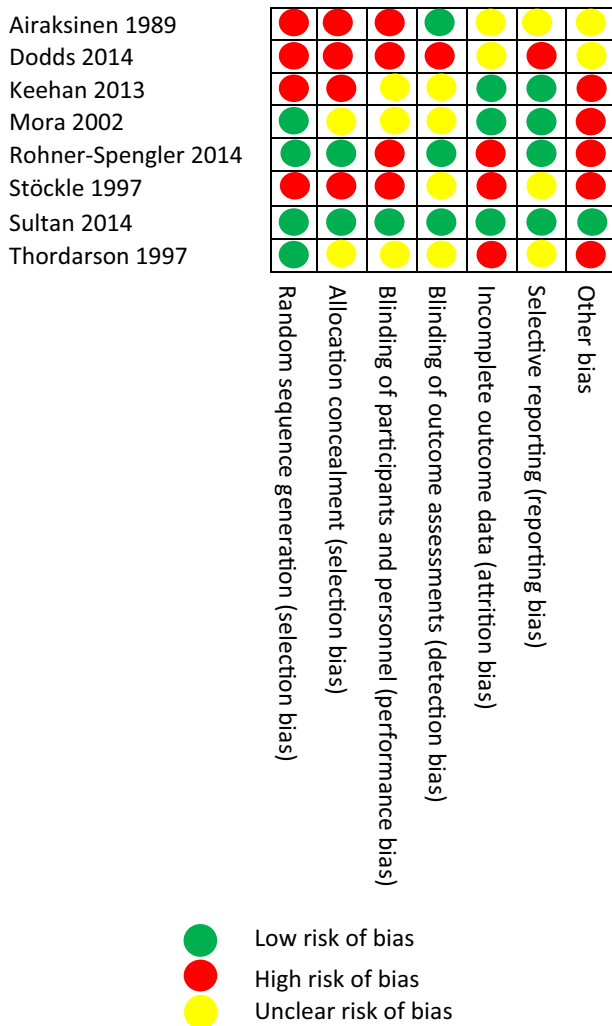 Airaksinen 1989
Dodds 2014
Keehan 2013
Mora 2002
Rohner-Spengler 2014
Stöckle 1997
Sultan 2014
Thordarson 1997
Random sequence generation (selection bias)
Allocation concealment (selection bias)
Blinding of participants and personnel (performance bias)
Blinding of outcome assessments (detection bias)
Incomplete outcome data (attrition bias)
Selective reporting (reporting bias)
Other bias
Low risk of bias
High risk of bias
Unclear risk of bias